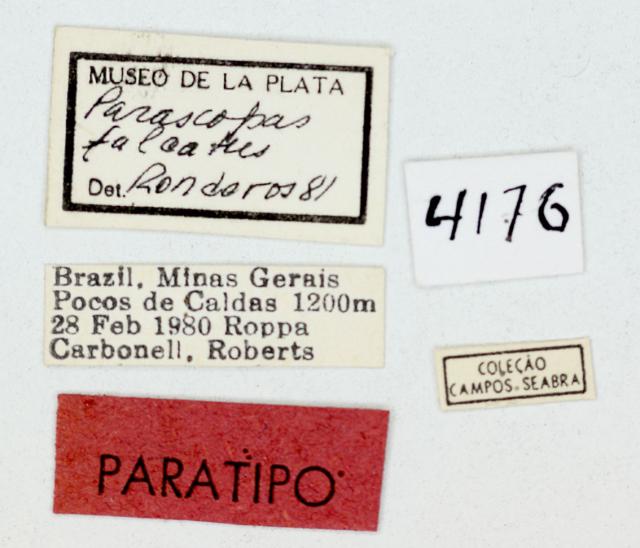 MUSEO DE LA PLATA
Parascopas
falcatus
Det. Ronderos 81
4176
Brazil, Minas Gerais
Pocos de Caldas 1200m
28 Feb 1980 Roppa
Carbonell, Roberts
COLEÇÃO
CAMPOS-SEABRA
PARATIPO